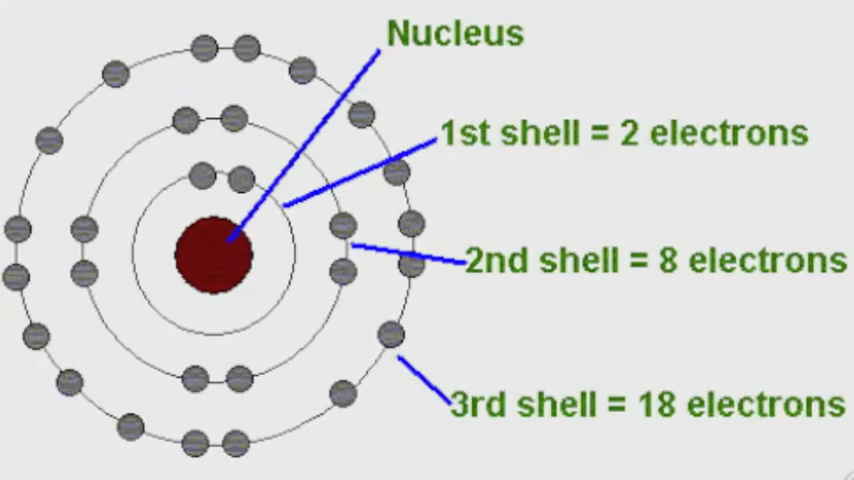 Nucleus
1st shell = 2 electrons
2nd shell = 8 electrons
3rd shell = 18 electrons